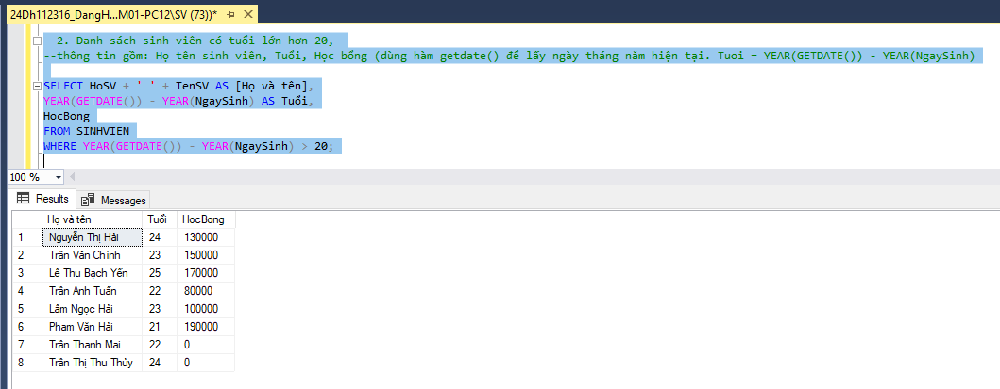 24Dh112316_DangH...M01-PC12\SV (73))*
--2. Danh sách sinh viên có tuổi lớn hơn 20,
--thông tin gồm: Họ tên sinh viên, Tuổi, Học bổng (dùng hàm getdate() để lấy ngày tháng năm hiện tại. Tuoi = YEAR(GETDATE()) - YEAR(NgaySinh)
SELECT HoSV + ' ' + TenSV AS [Họ và tên],
YEAR(GETDATE()) - YEAR(NgaySinh) AS Tuổi,
HocBong
FROM SINHVIEN
WHERE YEAR(GETDATE()) - YEAR(NgaySinh) > 20;
100 %
Results Messages
Họ và tên Tuổi HocBong
1 Nguyễn Thị Hải 24 130000
2 Trần Văn Chính 23 150000
3 Lê Thu Bạch Yến 25 170000
4 Trần Anh Tuấn 22 80000
5 Lâm Ngọc Hải 23 100000
6 Phạm Văn Hải 21 190000
7 Trần Thanh Mai 22 0
8 Trần Thị Thu Thủy 24 0